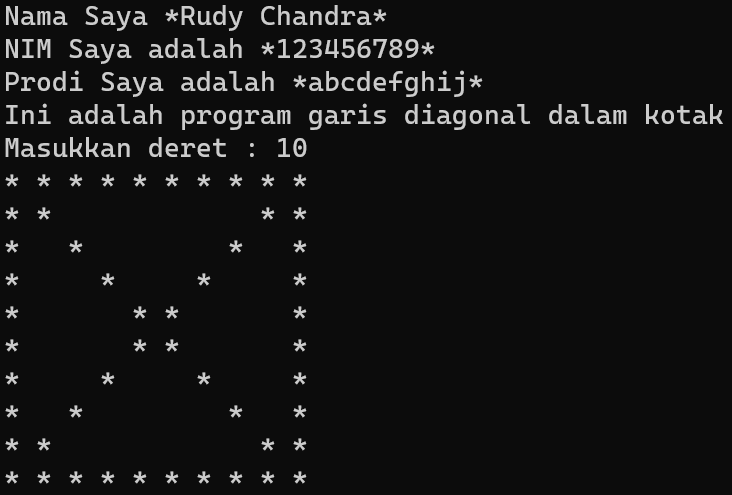 Nama Saya *Rudy Chandra*
NIM Saya adalah *123456789*
Prodi Saya adalah *abcdefghij*
Ini adalah program garis diagonal dalam kotak
Masukkan deret : 10
* * * * * * * * * *
* *             * *
*   *         *   *
*     *     *     *
*       * *       *
*       * *       *
*     *     *     *
*   *         *   *
* *             * *
* * * * * * * * * *